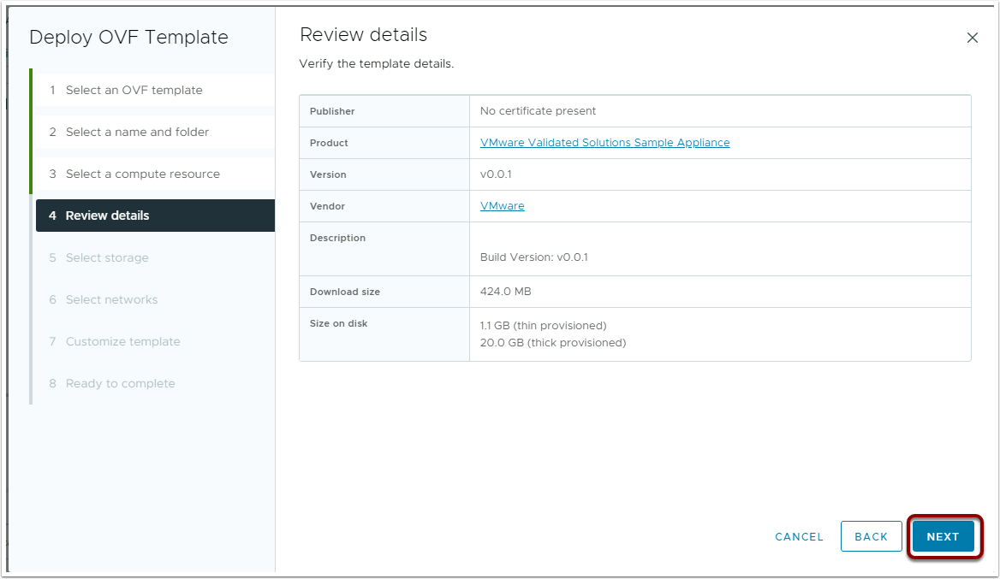 Deploy OVF Template
1 Select an OVF template
2 Select a name and folder
3 Select a compute resource
4 Review details
5 Select storage
6 Select networks
7 Customize template
8 Ready to complete
Review details
Verify the template details.
Publisher No certificate present
Product VMware Validated Solutions Sample Appliance
Version v0.0.1
Vendor VMware
Description
Build Version: v0.0.1
Download size 424.0 MB
Size on disk 1.1 GB (thin provisioned)
20.0 GB (thick provisioned)
CANCEL BACK NEXT